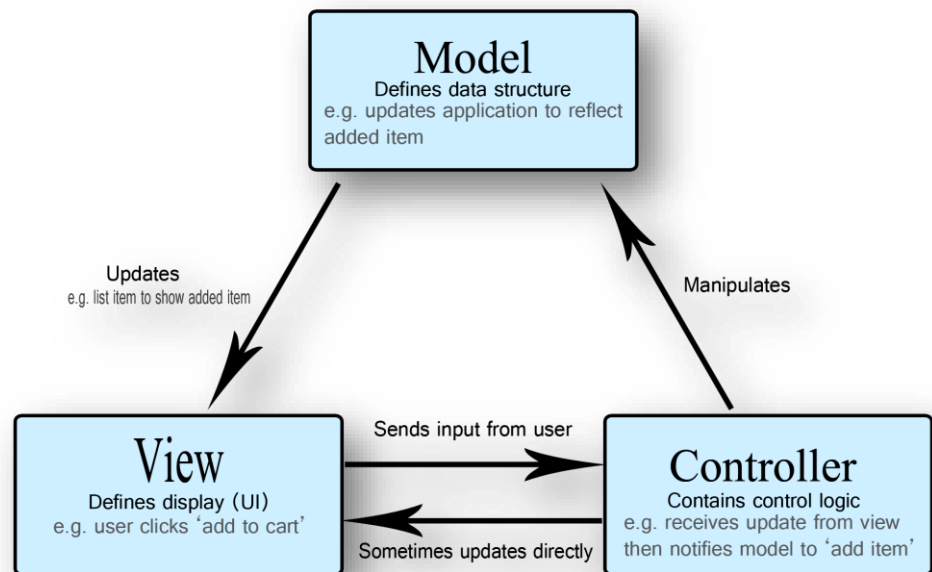 Model
Defines data structure
e.g. updates application to reflect
added item
Updates
e.g. list item to show added item
Manipulates
View
Defines display (UI)
e.g. user clicks ‘add to cart’
Sends input from user
Sometimes updates directly
Controller
Contains control logic
e.g. receives update from view
then notifies model to ‘add item’